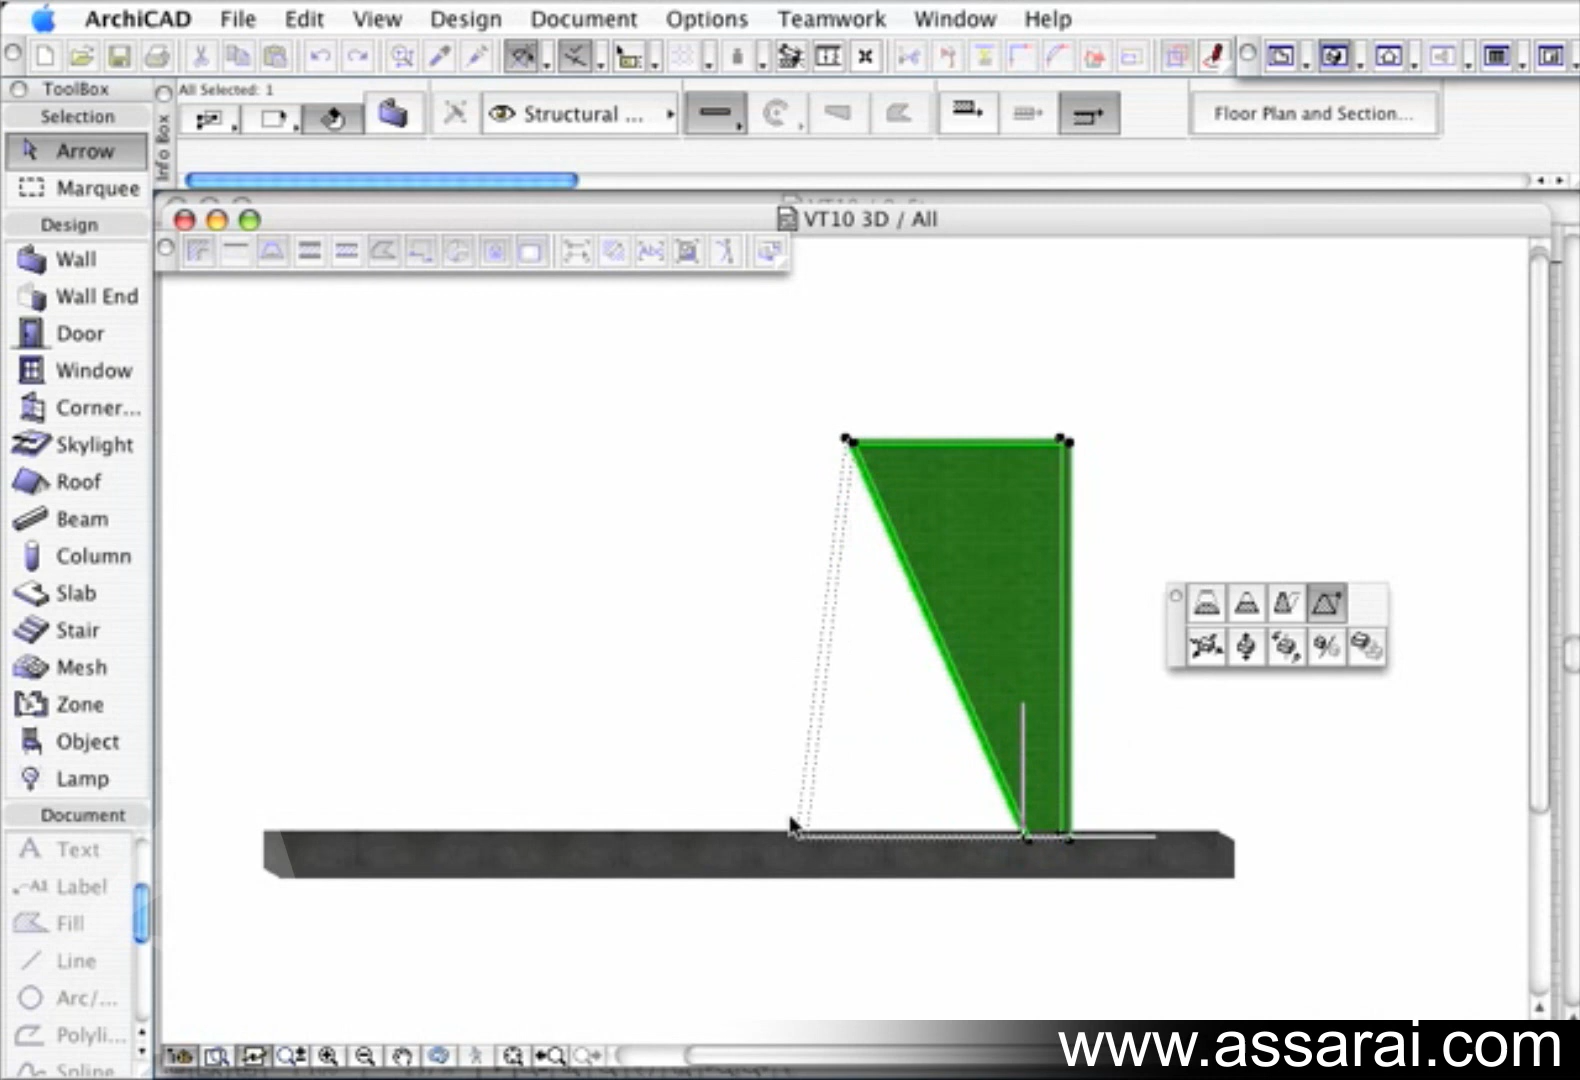 ArchiCAD File Edit View Design Document Options Teamwork Window Help
ToolBox
All Selected: 1
Selection
Structural ...
Floor Plan and Section...
Info Box
Arrow
Marquee
Design
VT10 3D / All
Wall
Wall End
Door
Window
Corner...
Skylight
Roof
Beam
Column
Slab
Stair
Mesh
Zone
Object
Lamp
Document
A Text
A1 Label
Fill
Line
Arc/...
Polyli...
Spline
www.assarai.com